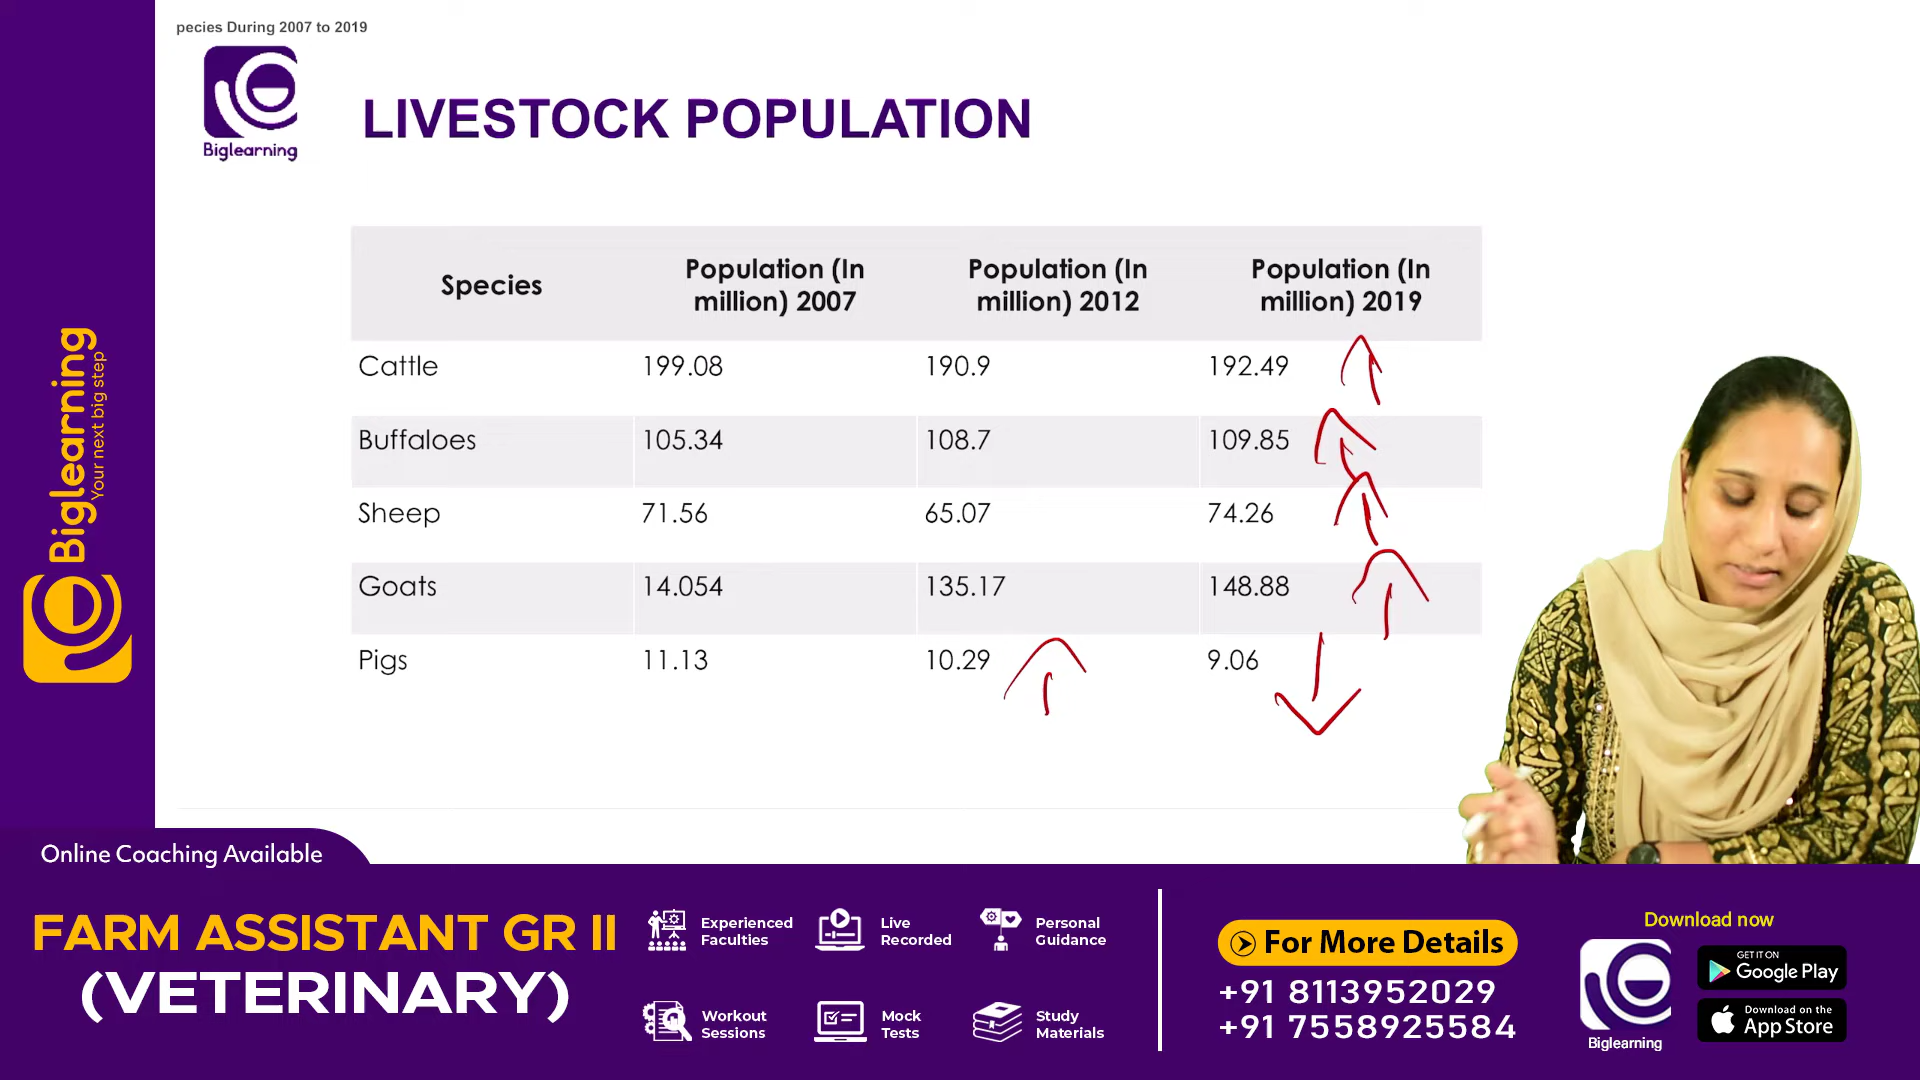 pecies During 2007 to 2019
Biglearning
LIVESTOCK POPULATION
Species
Population (In
million) 2007
Population (In
million) 2012
Population (In
million) 2019
Cattle 199.08 190.9 192.49
Buffaloes 105.34 108.7 109.85
Sheep 71.56 65.07 74.26
Goats 14.054 135.17 148.88
Pigs 11.13 10.29 9.06
Biglearning
Your next big step
Online Coaching Available
FARM ASSISTANT GR II
(VETERINARY)
Experienced
Faculties
Live
Recorded
Personal
Guidance
Workout
Sessions
Mock
Tests
Study
Materials
For More Details
+91 8113952029
+91 7558925584
Download now
Biglearning
GET IT ON
Google Play
Download on the
App Store